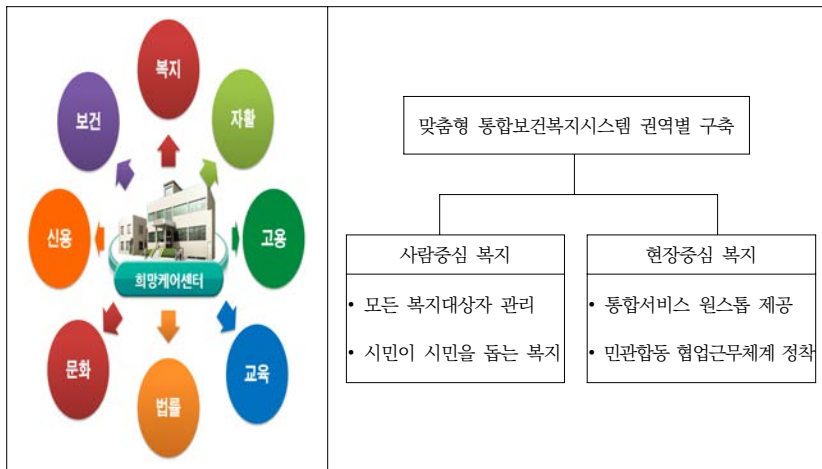 복지
자활
고용
교육
법률
문화
신용
보건
희망케어센터
맞춤형 통합보건복지시스템 권역별 구축
사람중심 복지
• 모든 복지대상자 관리
• 시민이 시민을 돕는 복지
현장중심 복지
• 통합서비스 원스톱 제공
• 민관합동 협업근무체계 정착